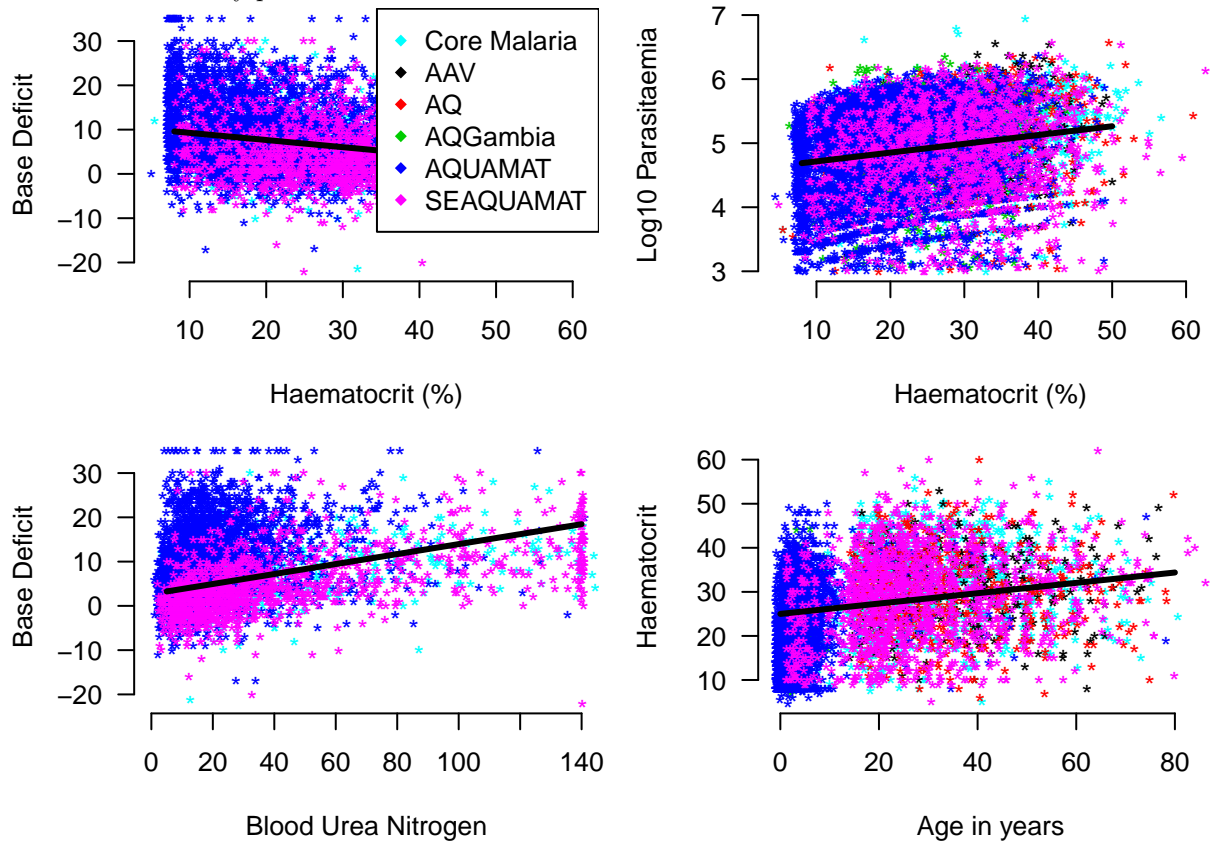 30
20
10
0
−10
−20
Base Deficit
10 20 30 40 50 60
Haematocrit (%)
Core Malaria
AAV
AQ
AQGambia
AQUAMAT
SEAQUAMAT
7
6
5
4
3
Log10 Parasitaemia
10 20 30 40 50 60
Haematocrit (%)
30
20
10
0
−10
−20
Base Deficit
0 20 40 60 80 100 140
Blood Urea Nitrogen
60
50
40
30
20
10
Haematocrit
0 20 40 60 80
Age in years